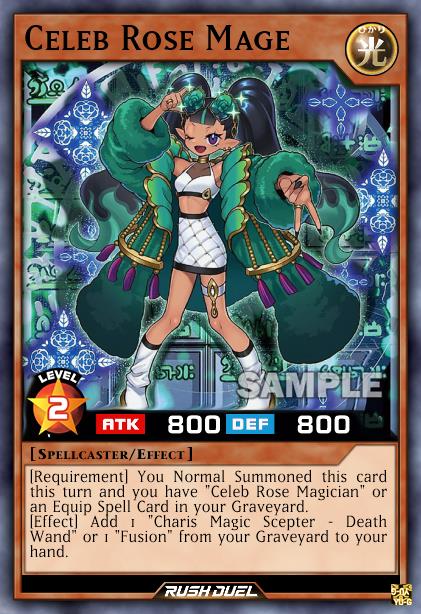 Celeb Rose Mage
ひかり
光
SAMPLE
LEVEL
2
ATK 800 DEF 800
[Spellcaster/Effect]
[Requirement] You Normal Summoned this card
this turn and you have "Celeb Rose Magician" or
an Equip Spell Card in your Graveyard.
[Effect] Add 1 "Charis Magic Scepter - Death
Wand" or 1 "Fusion" from your Graveyard to your
hand.
RUSH DUEL